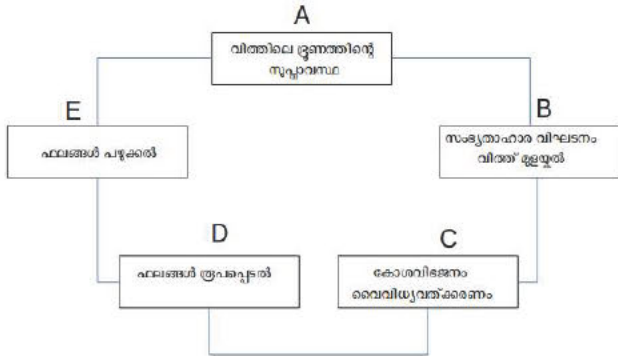 A
വിത്തിലെ ഭ്രൂണത്തിന്റെ
സുപ്താവസ്ഥ
E
ഫലങ്ങൾ പഴുക്കൽ
B
സംഭൃതാഹാര വിഘടനം
വിത്ത് മുളയ്ക്കൽ
D
ഫലങ്ങൾ രൂപപ്പെടൽ
C
കോശവിഭജനം
വൈവിധ്യവത്ക്കരണം